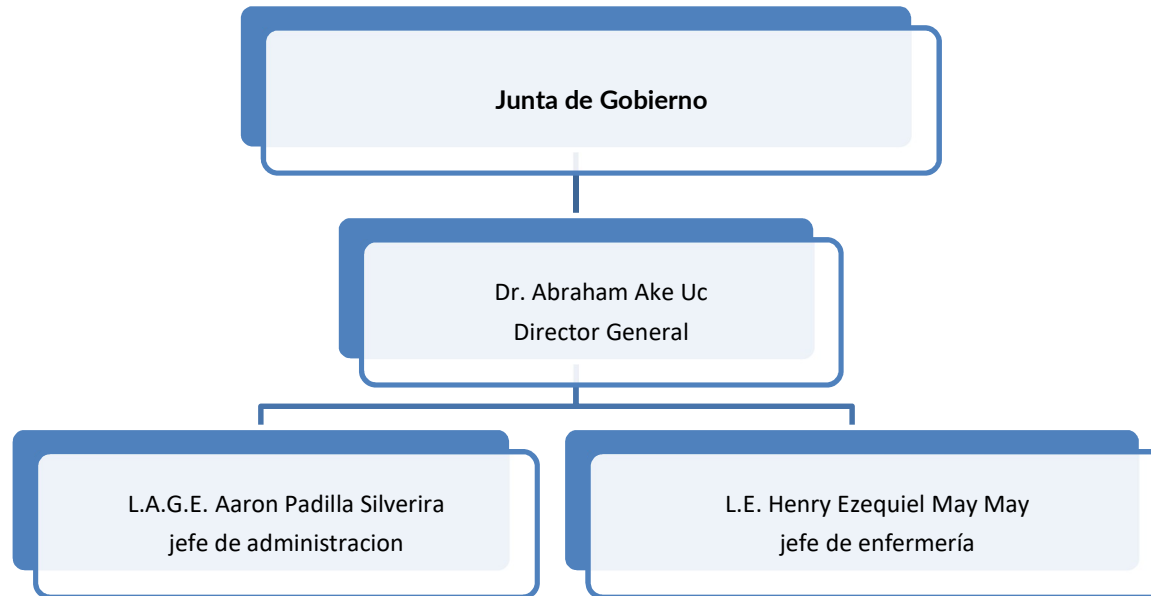 Junta de Gobierno
Dr. Abraham Ake Uc
Director General
L.A.G.E. Aaron Padilla Silverira
jefe de administracion
L.E. Henry Ezequiel May May
jefe de enfermería